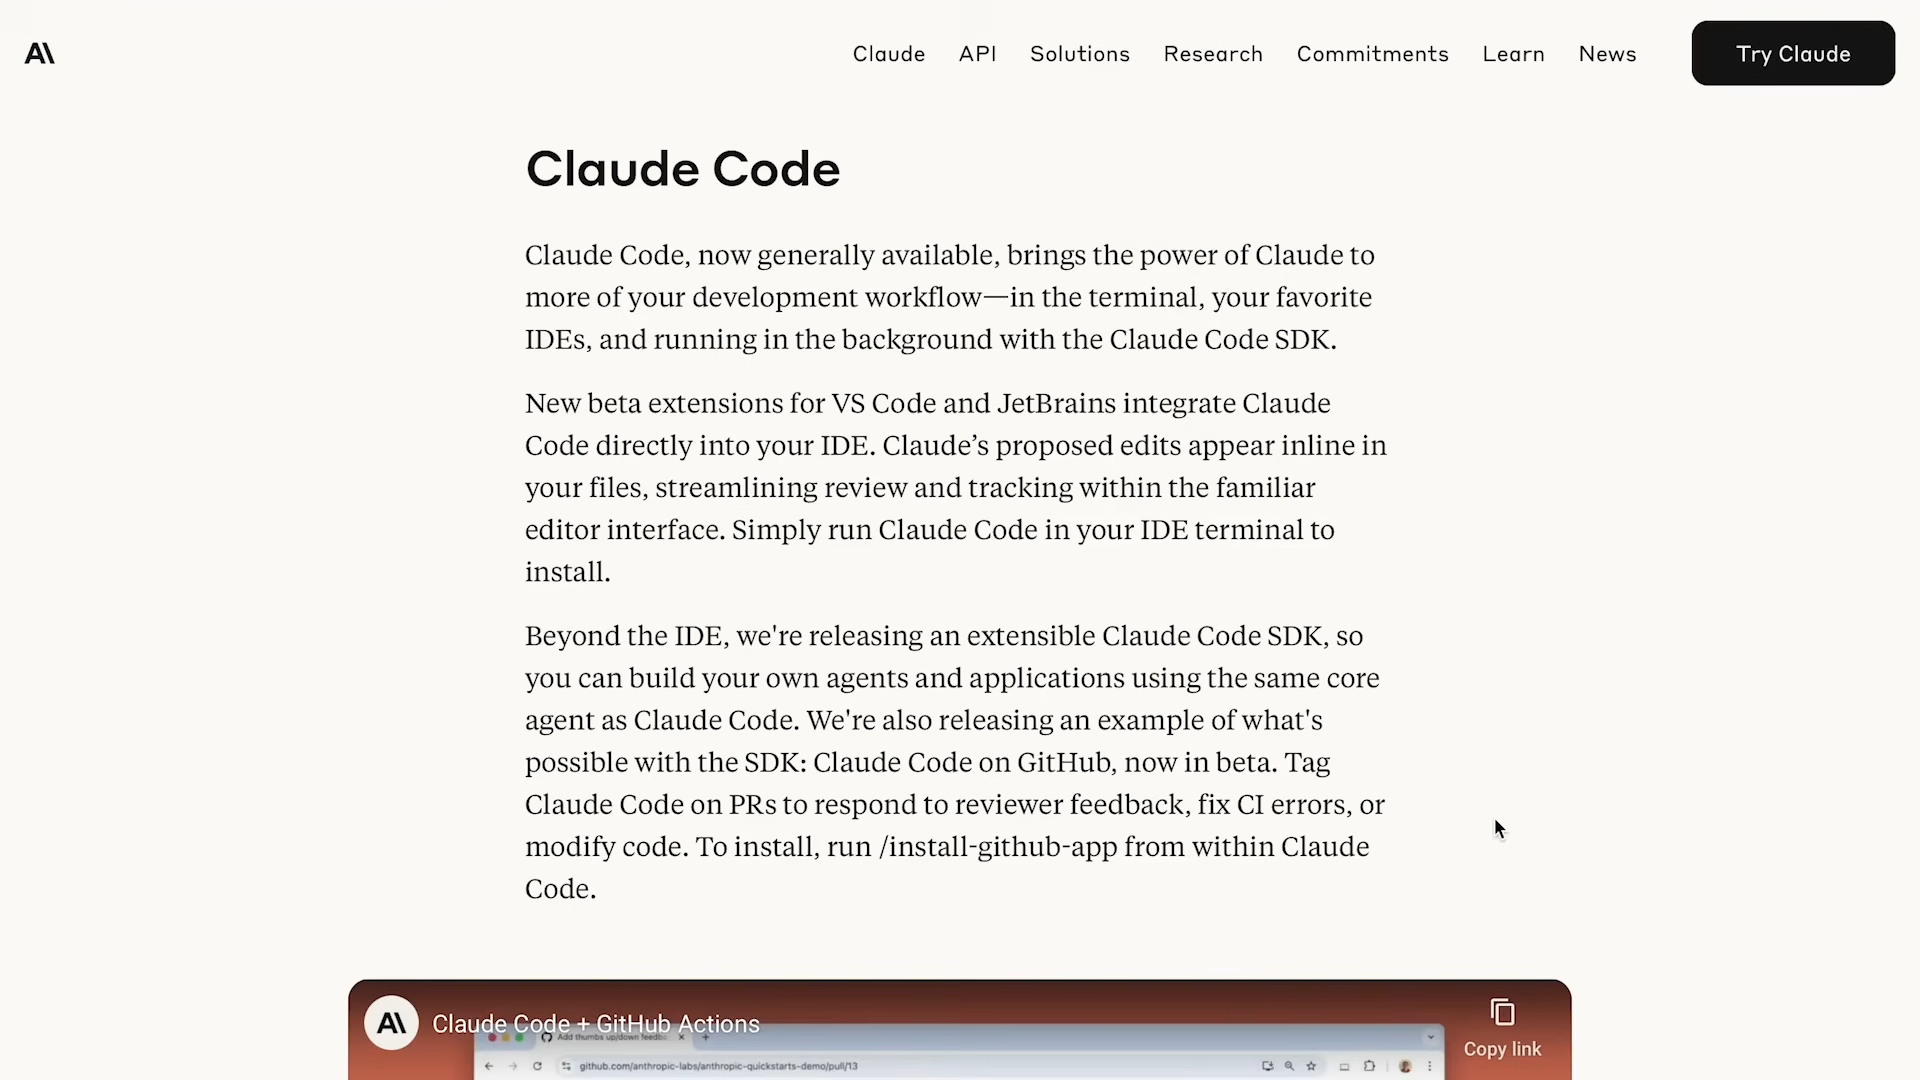 A\
Claude API Solutions Research Commitments Learn News Try Claude
Claude Code
Claude Code, now generally available, brings the power of Claude to
more of your development workflow—in the terminal, your favorite
IDEs, and running in the background with the Claude Code SDK.
New beta extensions for VS Code and JetBrains integrate Claude
Code directly into your IDE. Claude’s proposed edits appear inline in
your files, streamlining review and tracking within the familiar
editor interface. Simply run Claude Code in your IDE terminal to
install.
Beyond the IDE, we're releasing an extensible Claude Code SDK, so
you can build your own agents and applications using the same core
agent as Claude Code. We're also releasing an example of what's
possible with the SDK: Claude Code on GitHub, now in beta. Tag
Claude Code on PRs to respond to reviewer feedback, fix CI errors, or
modify code. To install, run /install-github-app from within Claude
Code.
A\ Claude Code + GitHub Actions
Copy link
Add thumbs up/down feedb
github.com/anthropic-labs/anthropic-quickstarts-demo/pull/13